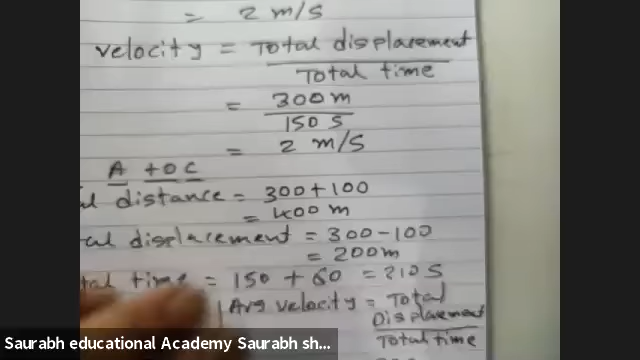 = 2 m/s
velocity = Total displacement
Total time
= 300m
150 s
= 2 m/s
A to C
distance = 300+100
= 400 m
displacement = 300-100
= 200m
time = 150 + 60 = 210 s
Avg velocity = Total
Displacement
Total time
Saurabh educational Academy Saurabh sh...